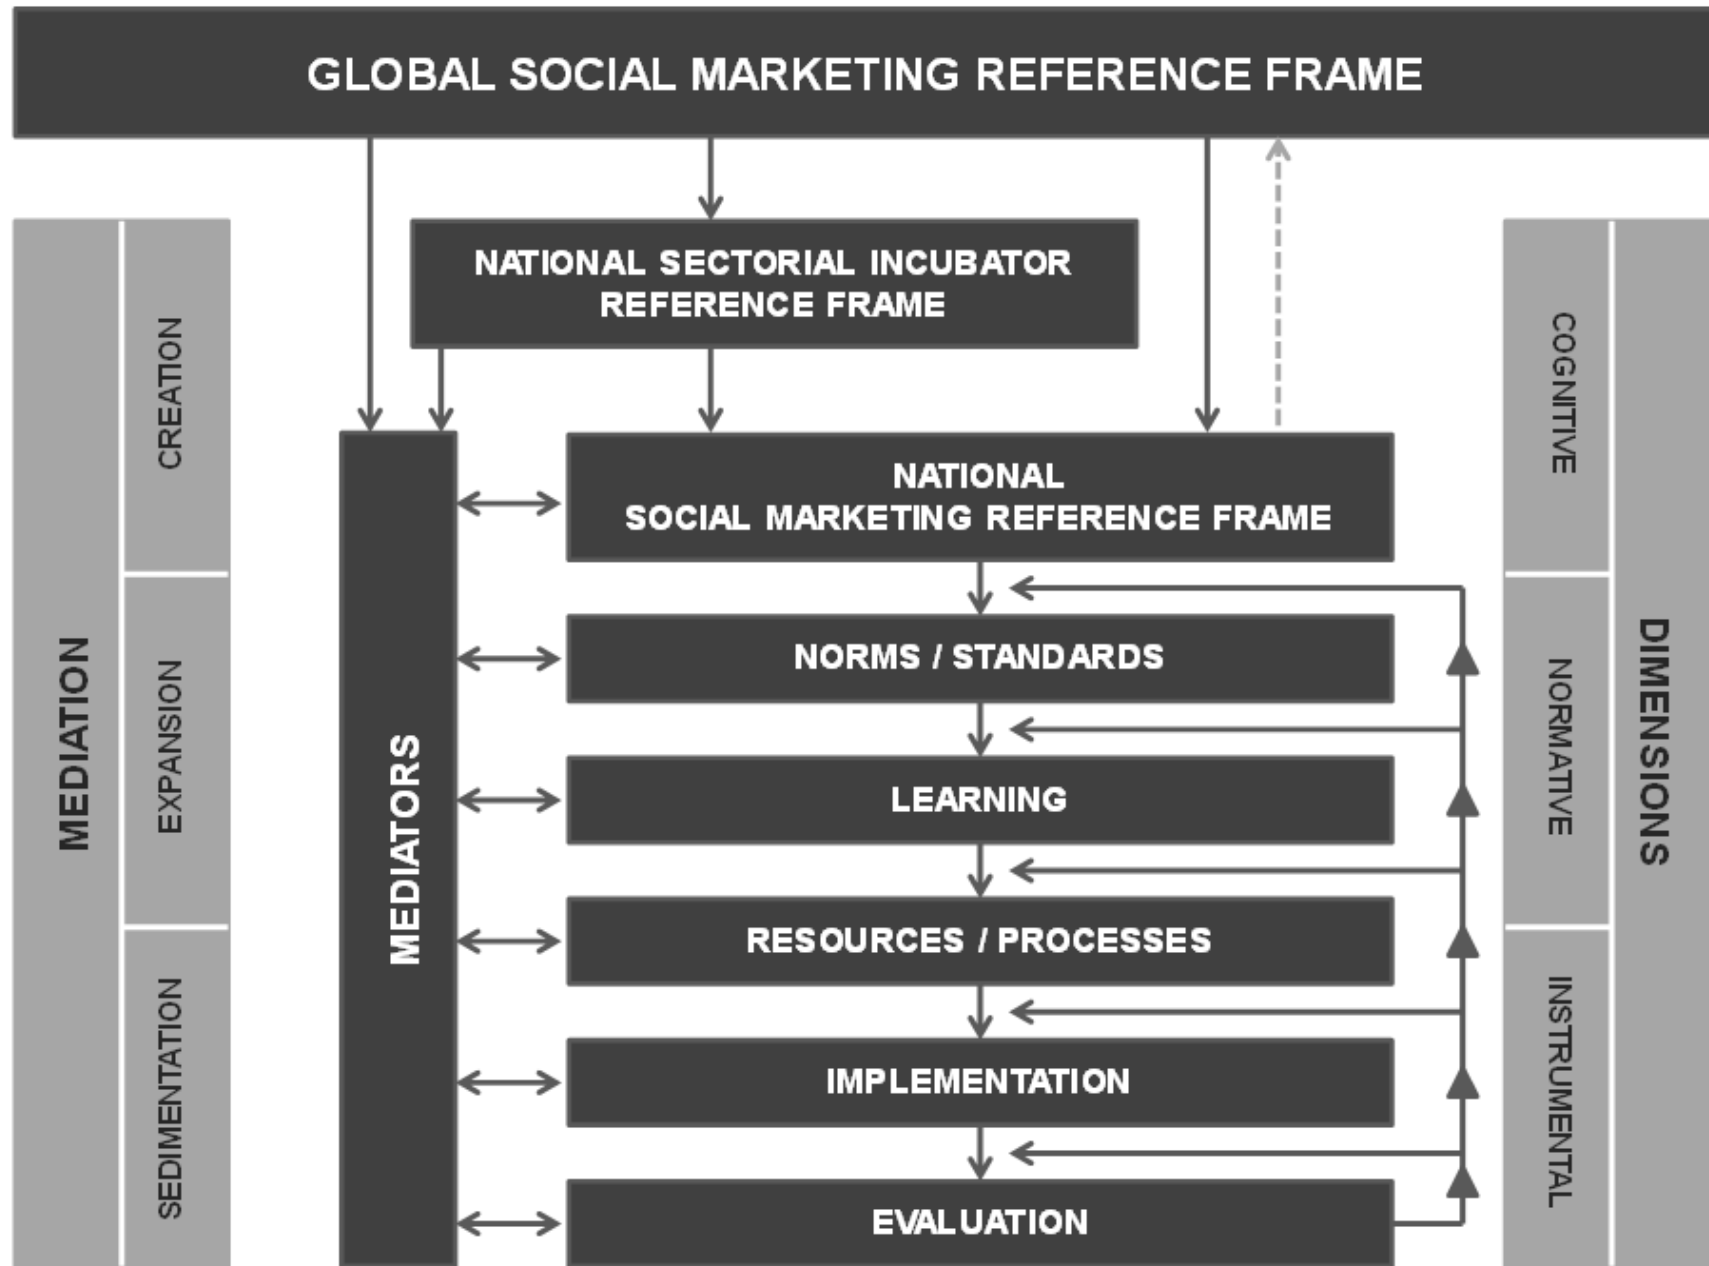 GLOBAL SOCIAL MARKETING REFERENCE FRAME
NATIONAL SECTORIAL INCUBATOR
REFERENCE FRAME
MEDIATION
CREATION
EXPANSION
SEDIMENTATION
MEDIATORS
NATIONAL
SOCIAL MARKETING REFERENCE FRAME
NORMS / STANDARDS
LEARNING
RESOURCES / PROCESSES
IMPLEMENTATION
EVALUATION
COGNITIVE
NORMATIVE
INSTRUMENTAL
DIMENSIONS